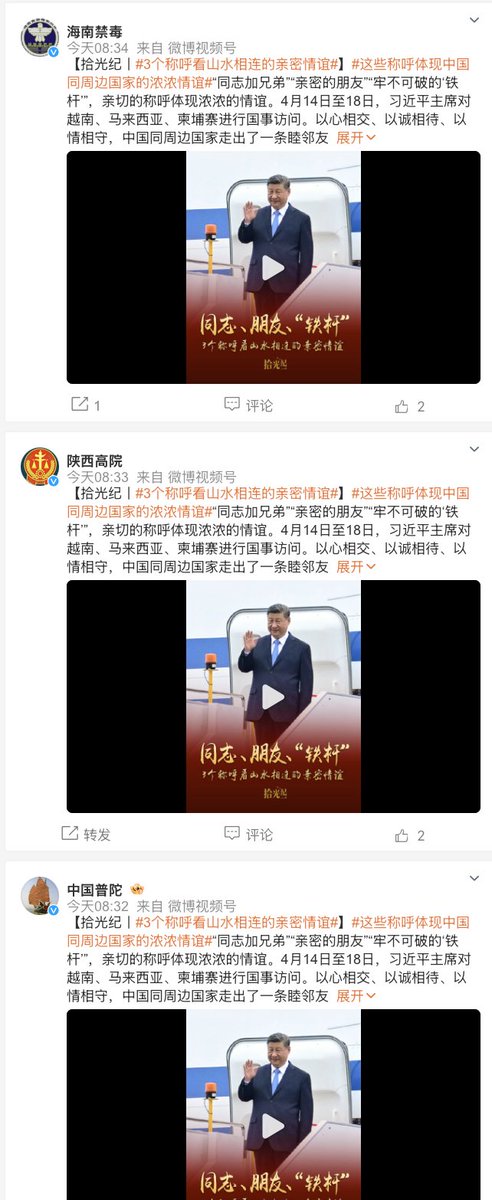 海南禁毒
今天08:34 来自 微博视频号
【拾光纪丨#3个称呼看山水相连的亲密情谊#】#这些称呼体现中国
同周边国家的浓浓情谊#“同志加兄弟”“亲密的朋友”“牢不可破的‘铁
杆’”，亲切的称呼体现浓浓的情谊。4月14日至18日，习近平主席对
越南、马来西亚、柬埔寨进行国事访问。以心相交、以诚相待、以
情相守，中国同周边国家走出了一条睦邻友 展开
同志、朋友、“铁杆”
3个称呼看山水相连的亲密情谊
拾光纪
1 评论 2
陕西高院
今天08:33 来自 微博视频号
【拾光纪丨#3个称呼看山水相连的亲密情谊#】#这些称呼体现中国
同周边国家的浓浓情谊#“同志加兄弟”“亲密的朋友”“牢不可破的‘铁
杆’”，亲切的称呼体现浓浓的情谊。4月14日至18日，习近平主席对
越南、马来西亚、柬埔寨进行国事访问。以心相交、以诚相待、以
情相守，中国同周边国家走出了一条睦邻友 展开
同志、朋友、“铁杆”
3个称呼看山水相连的亲密情谊
拾光纪
转发 评论 2
中国普陀
今天08:32 来自 微博视频号
【拾光纪丨#3个称呼看山水相连的亲密情谊#】#这些称呼体现中国
同周边国家的浓浓情谊#“同志加兄弟”“亲密的朋友”“牢不可破的‘铁
杆’”，亲切的称呼体现浓浓的情谊。4月14日至18日，习近平主席对
越南、马来西亚、柬埔寨进行国事访问。以心相交、以诚相待、以
情相守，中国同周边国家走出了一条睦邻友 展开
同志、朋友、“铁杆”